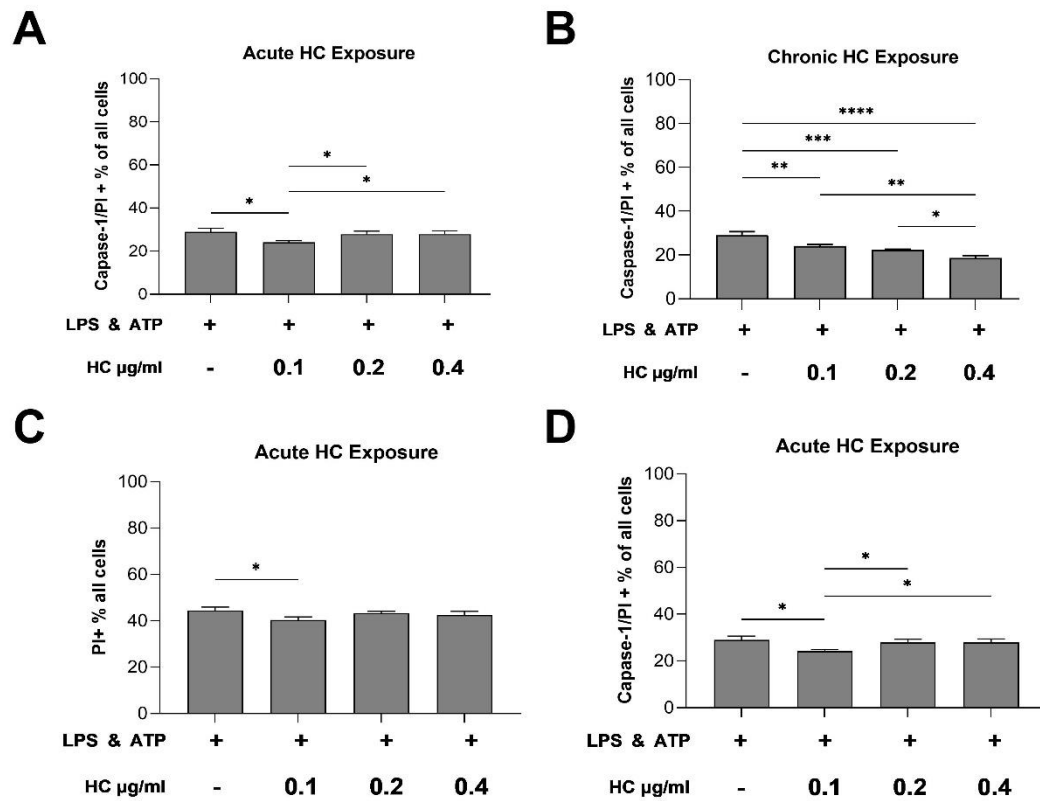 A
Acute HC Exposure
Capase-1/PI + % of all cells
100
80
60
40
20
0
*
*
*
LPS & ATP + + + +
HC µg/ml - 0.1 0.2 0.4
B
Chronic HC Exposure
Caspase-1/PI + % of all cells
100
80
60
40
20
0
****
***
**
**
*
LPS & ATP + + + +
HC µg/ml - 0.1 0.2 0.4
C
Acute HC Exposure
PI+ % all cells
100
80
60
40
20
0
*
LPS & ATP + + + +
HC µg/ml - 0.1 0.2 0.4
D
Acute HC Exposure
Capase-1/PI + % of all cells
100
80
60
40
20
0
*
*
*
LPS & ATP + + + +
HC µg/ml - 0.1 0.2 0.4